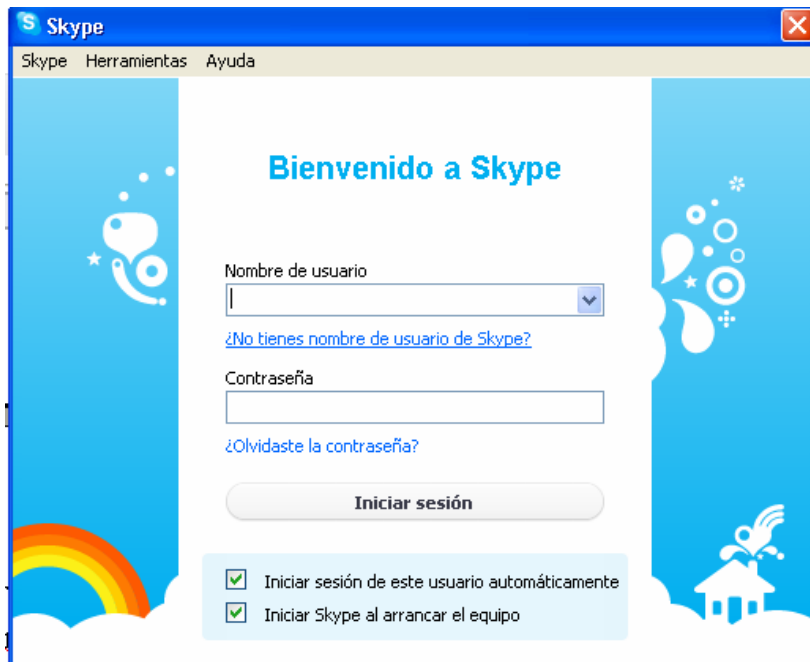 Skype
Skype Herramientas Ayuda
Bienvenido a Skype
Nombre de usuario
¿No tienes nombre de usuario de Skype?
Contraseña
¿Olvidaste la contraseña?
Iniciar sesión
Iniciar sesión de este usuario automáticamente
Iniciar Skype al arrancar el equipo